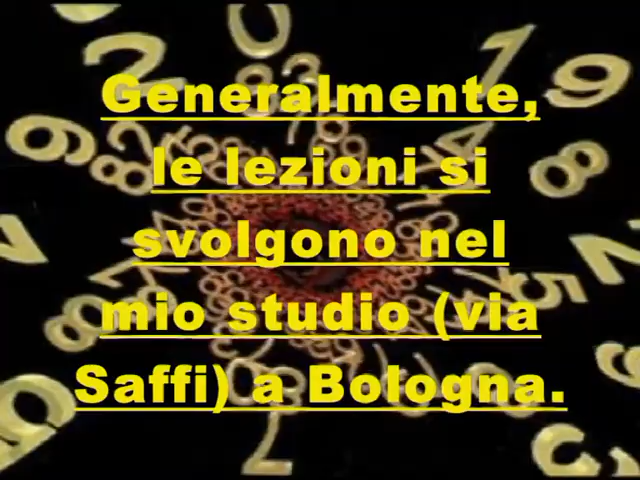 Generalmente,
le lezioni si
svolgono nel
mio studio (via
Saffi) a Bologna.